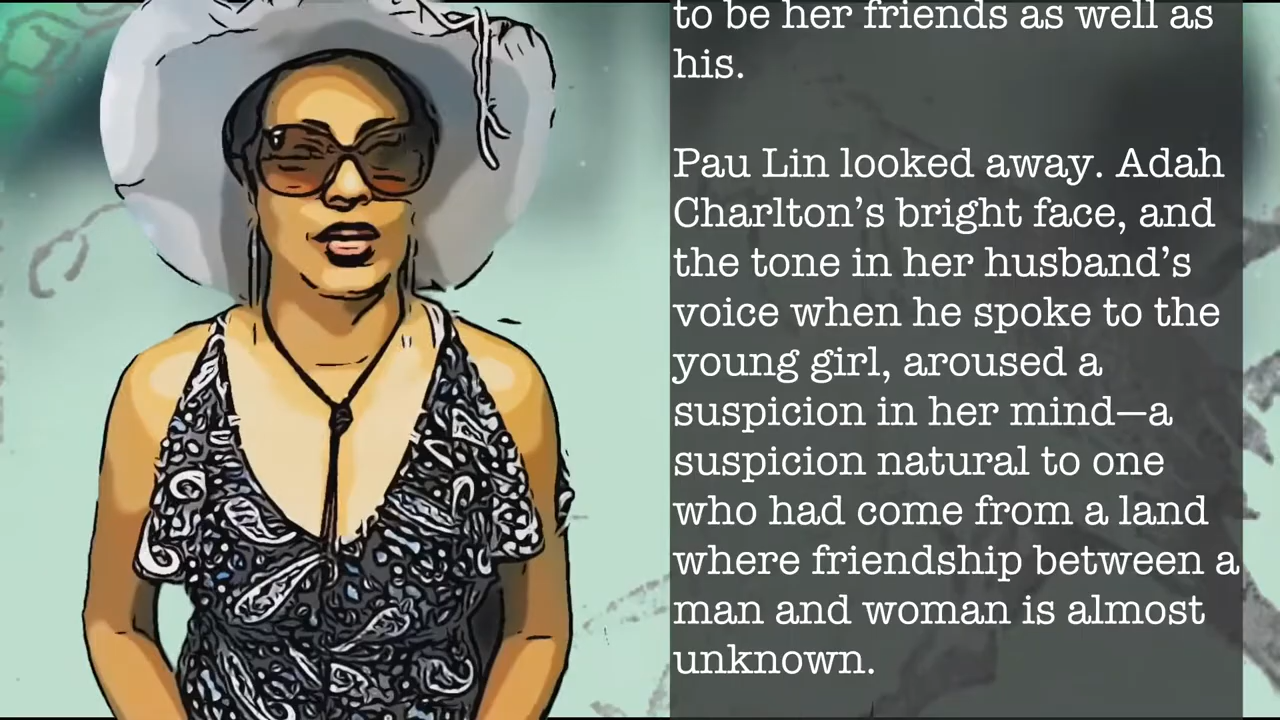 to be her friends as well as
his.
Pau Lin looked away. Adah
Charlton’s bright face, and
the tone in her husband’s
voice when he spoke to the
young girl, aroused a
suspicion in her mind—a
suspicion natural to one
who had come from a land
where friendship between a
man and woman is almost
unknown.